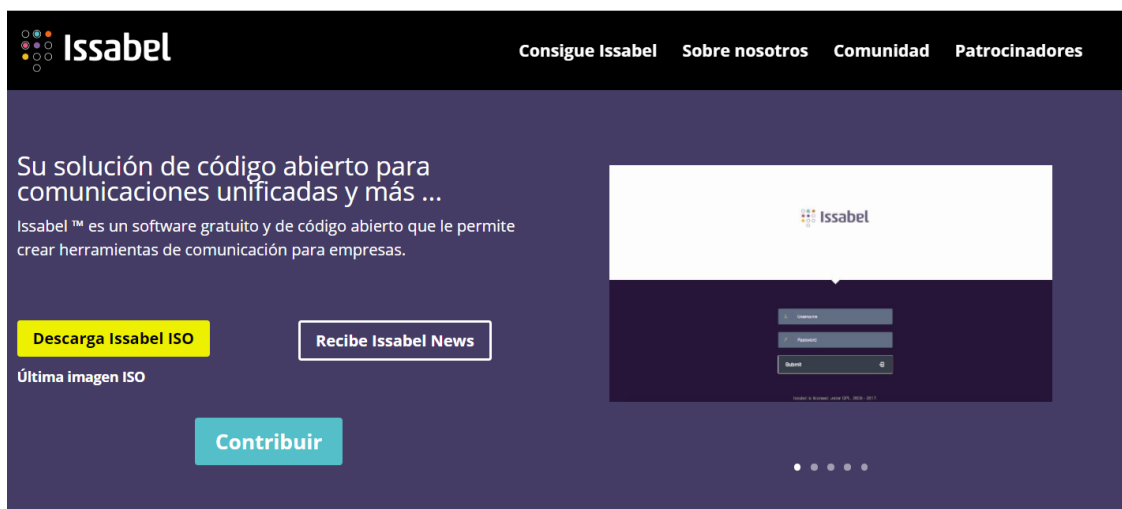 Issabel
Consigue Issabel Sobre nosotros Comunidad Patrocinadores
Su solución de código abierto para
comunicaciones unificadas y más ...
Issabel ™ es un software gratuito y de código abierto que le permite
crear herramientas de comunicación para empresas.
Descarga Issabel ISO
Recibe Issabel News
Última imagen ISO
Contribuir
Issabel
Username
Password
Submit